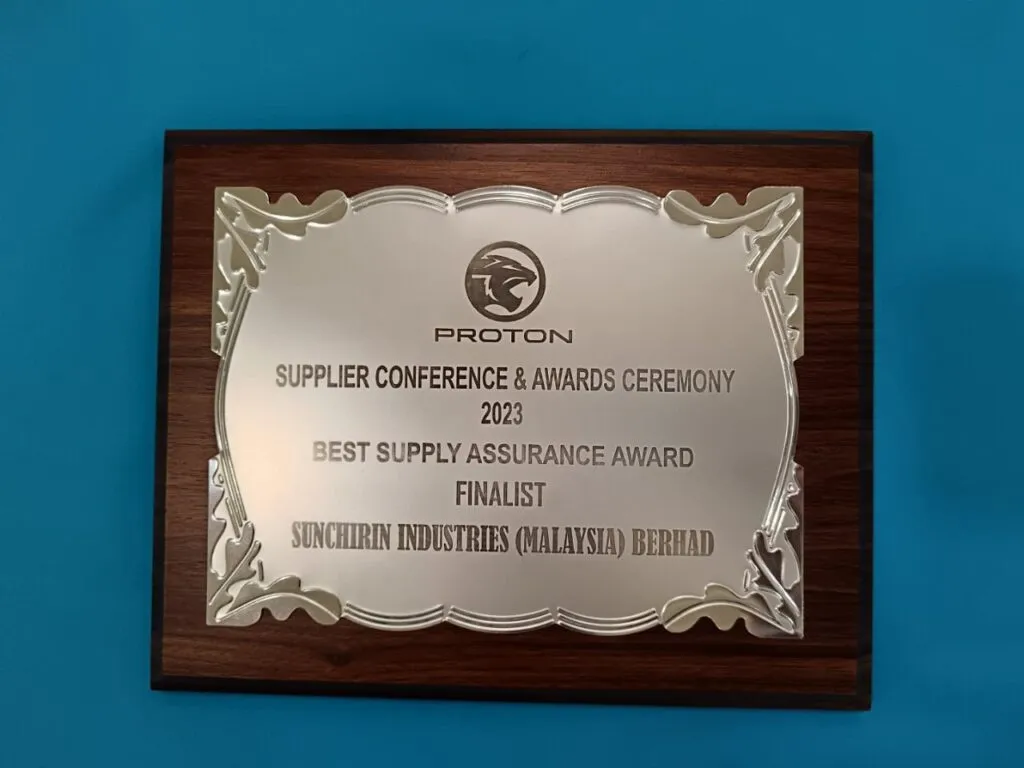 PROTON
SUPPLIER CONFERENCE & AWARDS CEREMONY
2023
BEST SUPPLY ASSURANCE AWARD
FINALIST
SUNCHIRIN INDUSTRIES (MALAYSIA) BERHAD